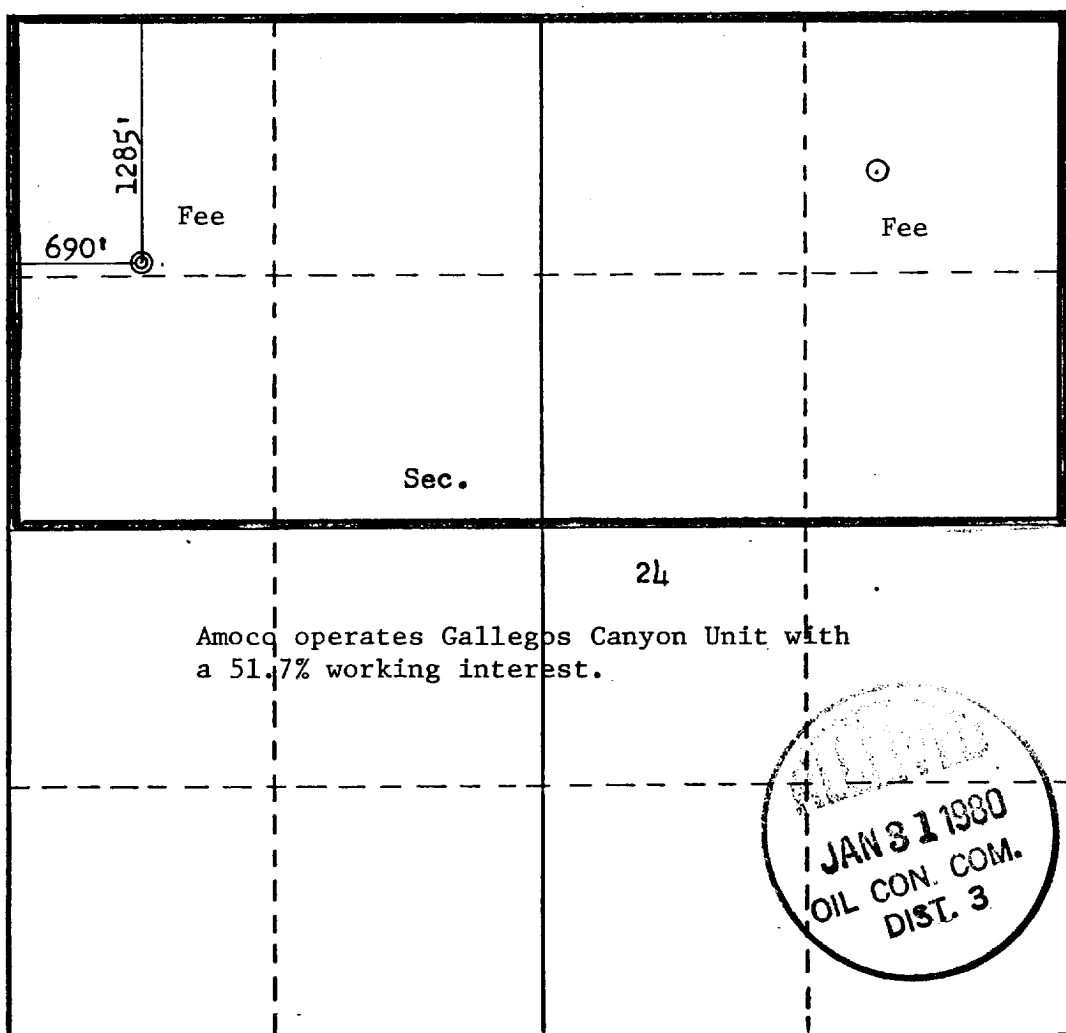 1285'
Fee
690'
Fee
Sec.
24
Amoco operates Gallegos Canyon Unit with
a 51.7% working interest.
JAN 31 1980
OIL CON. COM.
DIST. 3